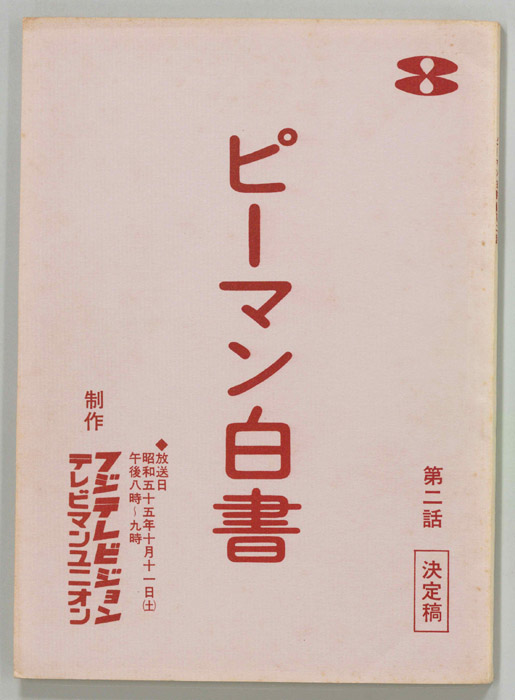 ピーマン白書
第二話
決定稿
◆放送日
昭和五十五年十月十一日(土)
午後八時～九時
制作
フジテレビジョン
テレビマンユニオン